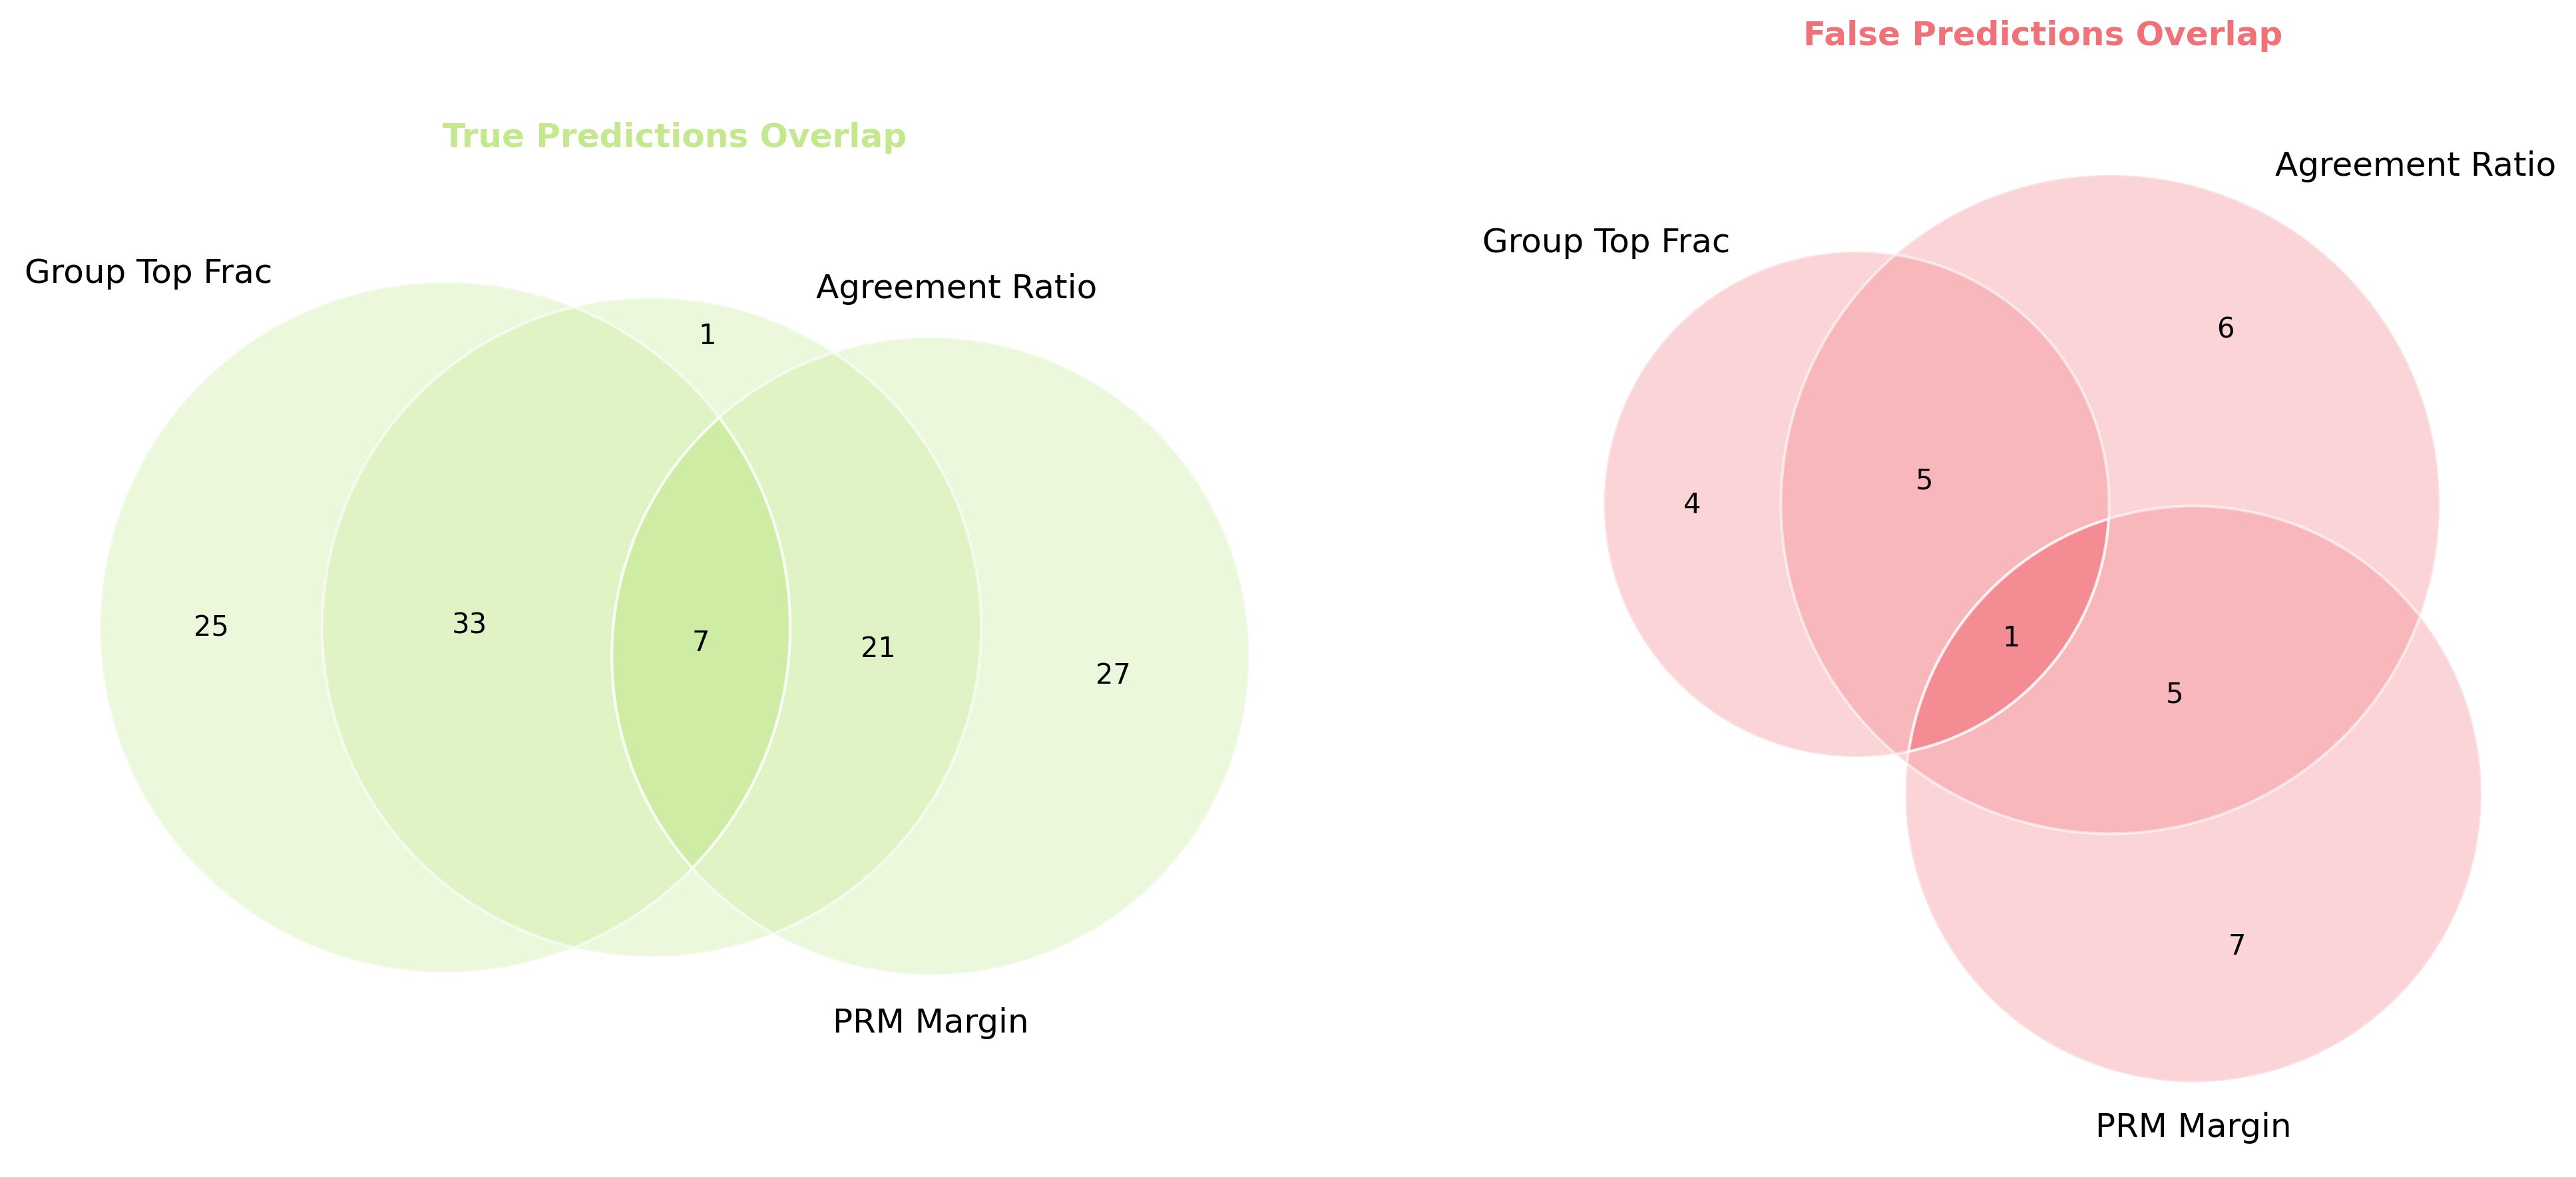 True Predictions Overlap
Group Top Frac
Agreement Ratio
1
25
33
7
21
27
PRM Margin
False Predictions Overlap
Agreement Ratio
Group Top Frac
6
5
4
1
5
7
PRM Margin